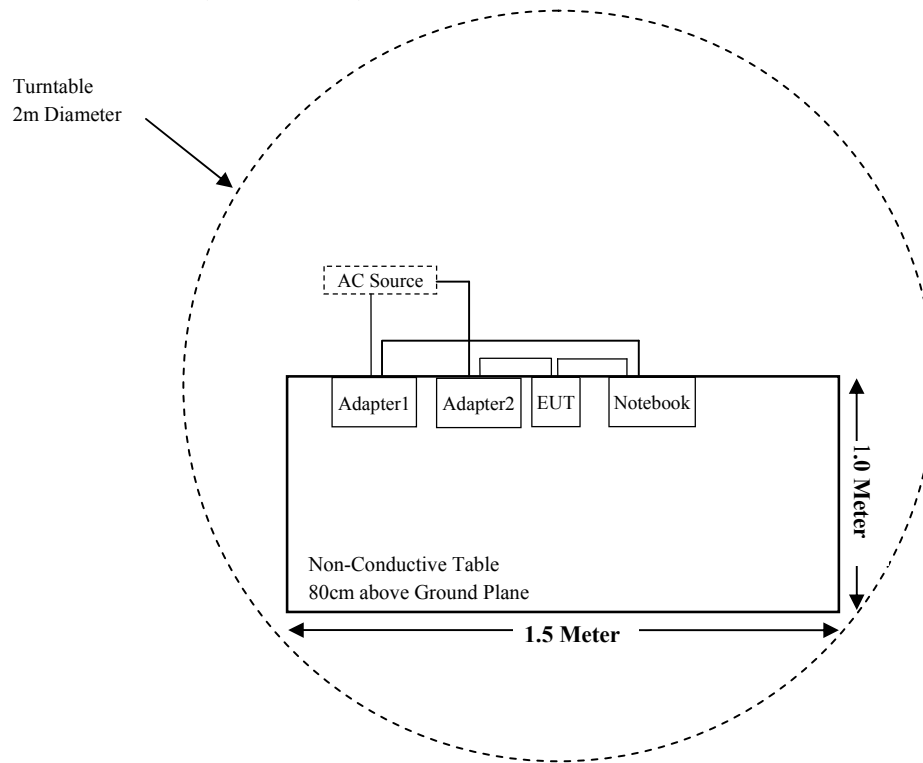 Turntable
2m Diameter
AC Source
Adapter1
Adapter2
EUT
Notebook
1.0 Meter
Non-Conductive Table
80cm above Ground Plane
1.5 Meter